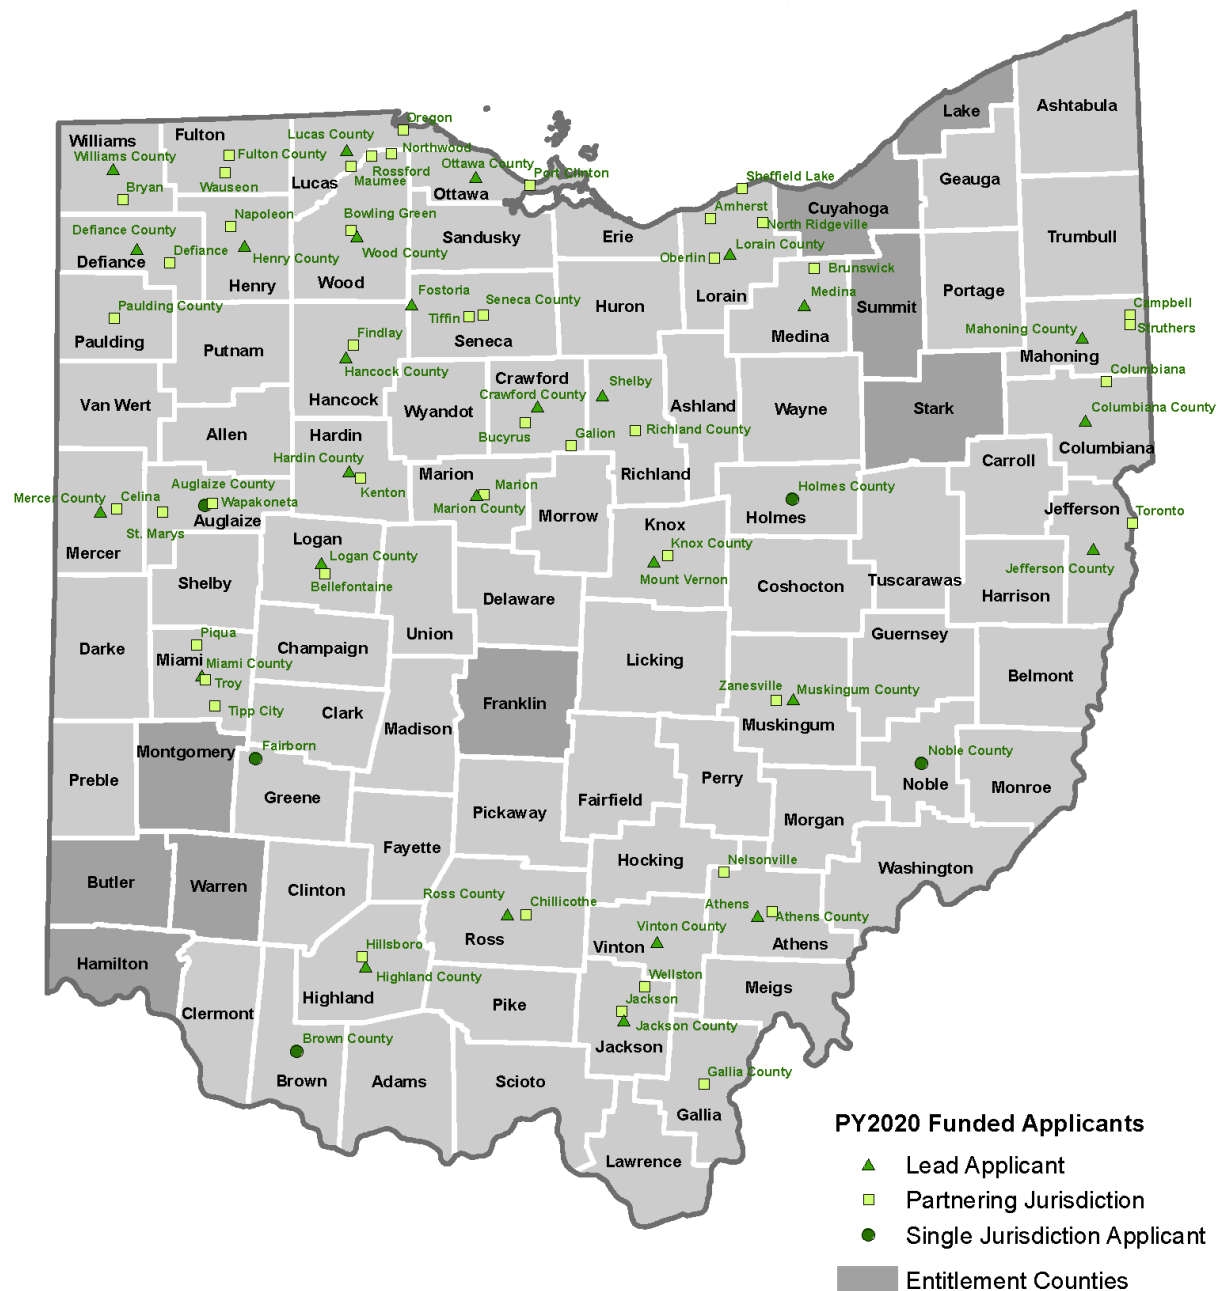 Lake
Ashtabula
Oregon
Williams
Fulton
Lucas County
Williams County
Fulton County
Northwood
Geauga
Ottawa County
Rossford
Port Clinton
Lucas
Maumee
Wauseon
Bryan
Ottawa
Sheffield Lake
Amherst
Cuyahoga
Napoleon
Bowling Green
North Ridgeville
Defiance County
Sandusky
Erie
Trumbull
Defiance
Henry County
Wood County
Lorain County
Oberlin
Defiance
Brunswick
Henry
Wood
Fostoria
Seneca County
Lorain
Medina
Portage
Paulding County
Huron
Summit
Campbell
Tiffin
Struthers
Mahoning County
Findlay
Seneca
Medina
Paulding
Putnam
Mahoning
Hancock County
Columbiana
Crawford
Shelby
Crawford County
Hancock
Van Wert
Wyandot
Ashland
Wayne
Stark
Columbiana County
Allen
Hardin
Bucyrus
Galion
Richland County
Columbiana
Hardin County
Marion
Richland
Carroll
Auglaize County
Kenton
Marion
Holmes County
Mercer County
Celina
Wapakoneta
Marion County
Jefferson
Toronto
St. Marys
Auglaize
Morrow
Knox
Holmes
Mercer
Logan
Knox County
Logan County
Mount Vernon
Jefferson County
Shelby
Bellefontaine
Coshocton
Tuscarawas
Delaware
Harrison
Piqua
Union
Guernsey
Darke
Champaign
Miami
Miami County
Licking
Troy
Belmont
Zanesville
Muskingum County
Tipp City
Clark
Franklin
Madison
Muskingum
Montgomery
Fairborn
Noble County
Preble
Greene
Perry
Noble
Monroe
Fairfield
Pickaway
Morgan
Fayette
Hocking
Nelsonville
Washington
Butler
Warren
Clinton
Ross County
Chillicothe
Athens
Athens County
Vinton County
Hillsboro
Ross
Vinton
Athens
Hamilton
Highland County
Wellston
Meigs
Highland
Pike
Jackson
Clermont
Jackson County
Brown County
Jackson
Gallia County
Brown
Adams
Scioto
Gallia
Lawrence
PY2020 Funded Applicants
Lead Applicant
Partnering Jurisdiction
Single Jurisdiction Applicant
Entitlement Counties